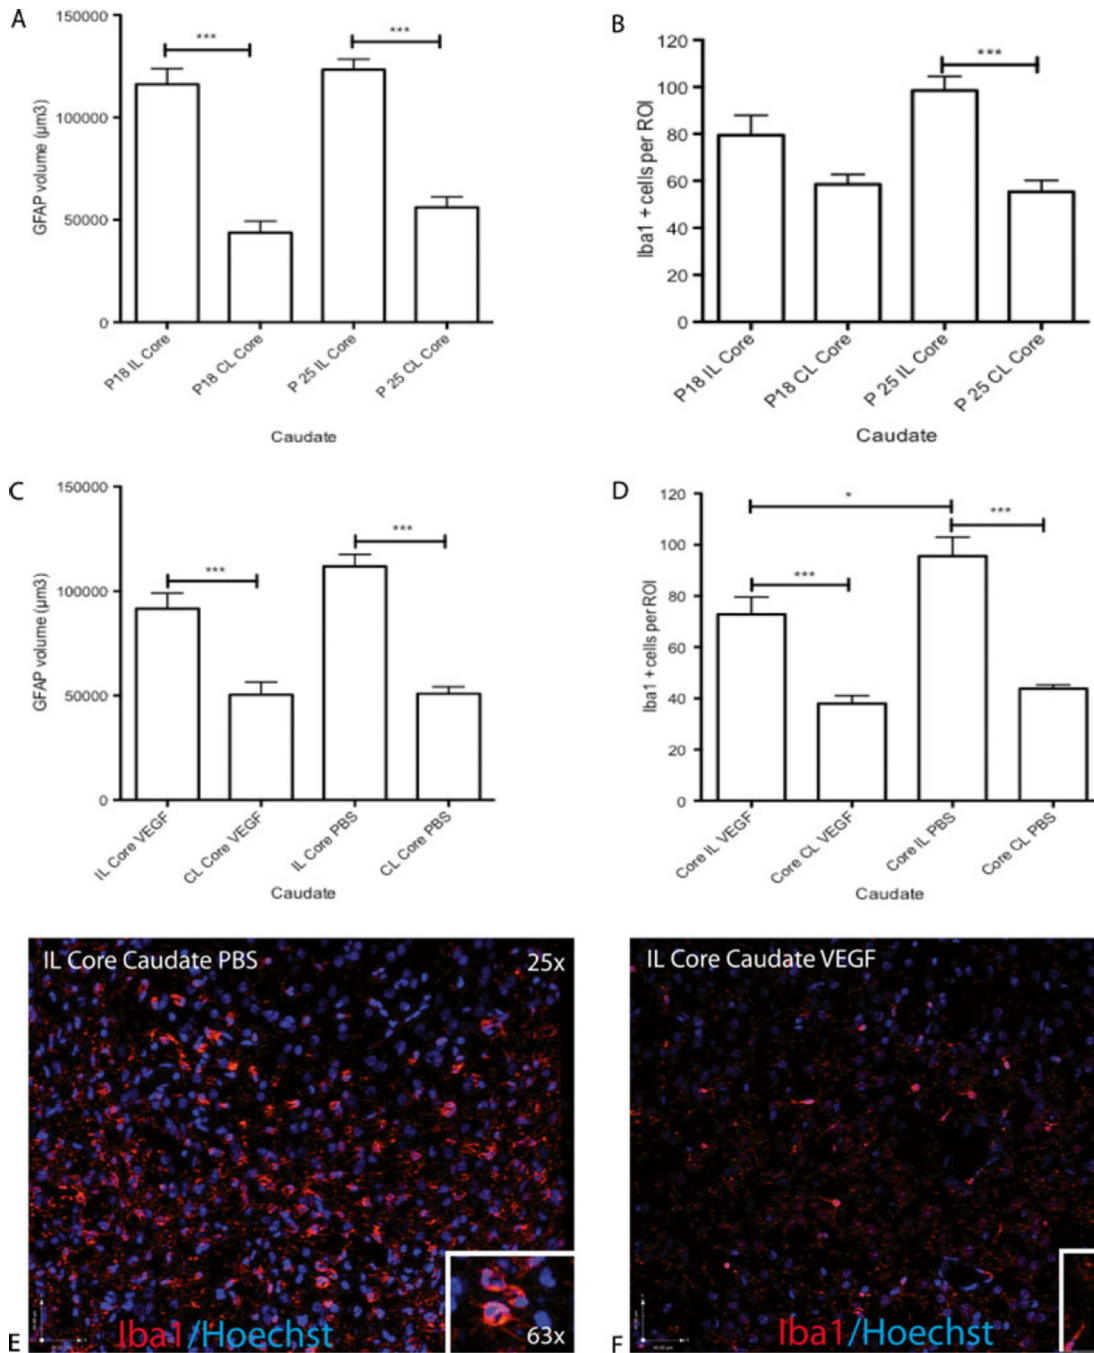 A
150000
100000
50000
0
GFAP volume (µm3)
***
***
P18 IL Core
P18 CL Core
P 25 IL Core
P 25 CL Core
Caudate
B
120
100
80
60
40
20
0
Iba1 + cells per ROI
***
P18 IL Core
P18 CL Core
P 25 IL Core
P 25 CL Core
Caudate
C
150000
100000
50000
0
GFAP volume (µm3)
***
***
IL Core VEGF
CL Core VEGF
IL Core PBS
CL Core PBS
Caudate
D
120
100
80
60
40
20
0
Iba1 + cells per ROI
*
***
***
Core IL VEGF
Core CL VEGF
Core IL PBS
Core CL PBS
Caudate
IL Core Caudate PBS
25x
Iba1/Hoechst
63x
E
IL Core Caudate VEGF
Iba1/Hoechst
F